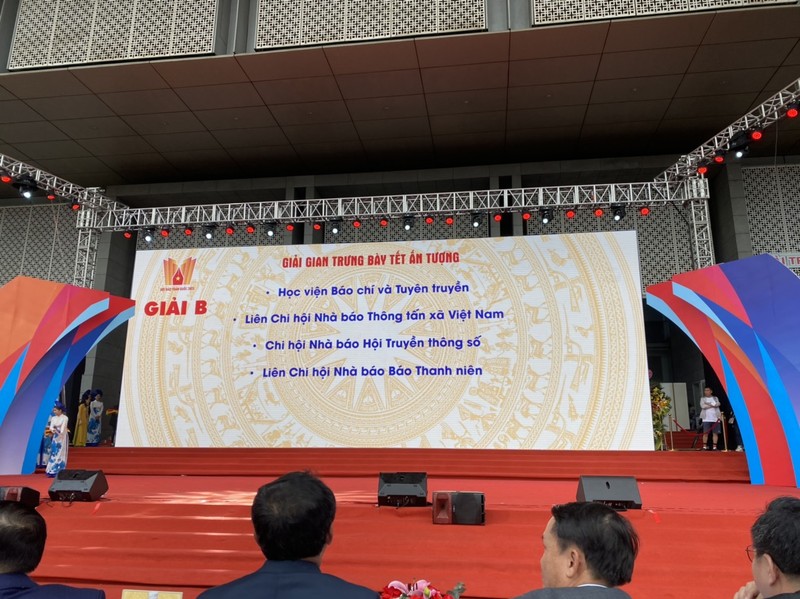 GIẢI GIAN TRƯNG BÀY TẾT ẤN TƯỢNG
GIẢI B
• Học viện Báo chí và Tuyên truyền
• Liên Chi hội Nhà báo Thông tấn xã Việt Nam
• Chi hội Nhà báo Hội Truyền thông số
• Liên Chi hội Nhà báo Báo Thanh niên